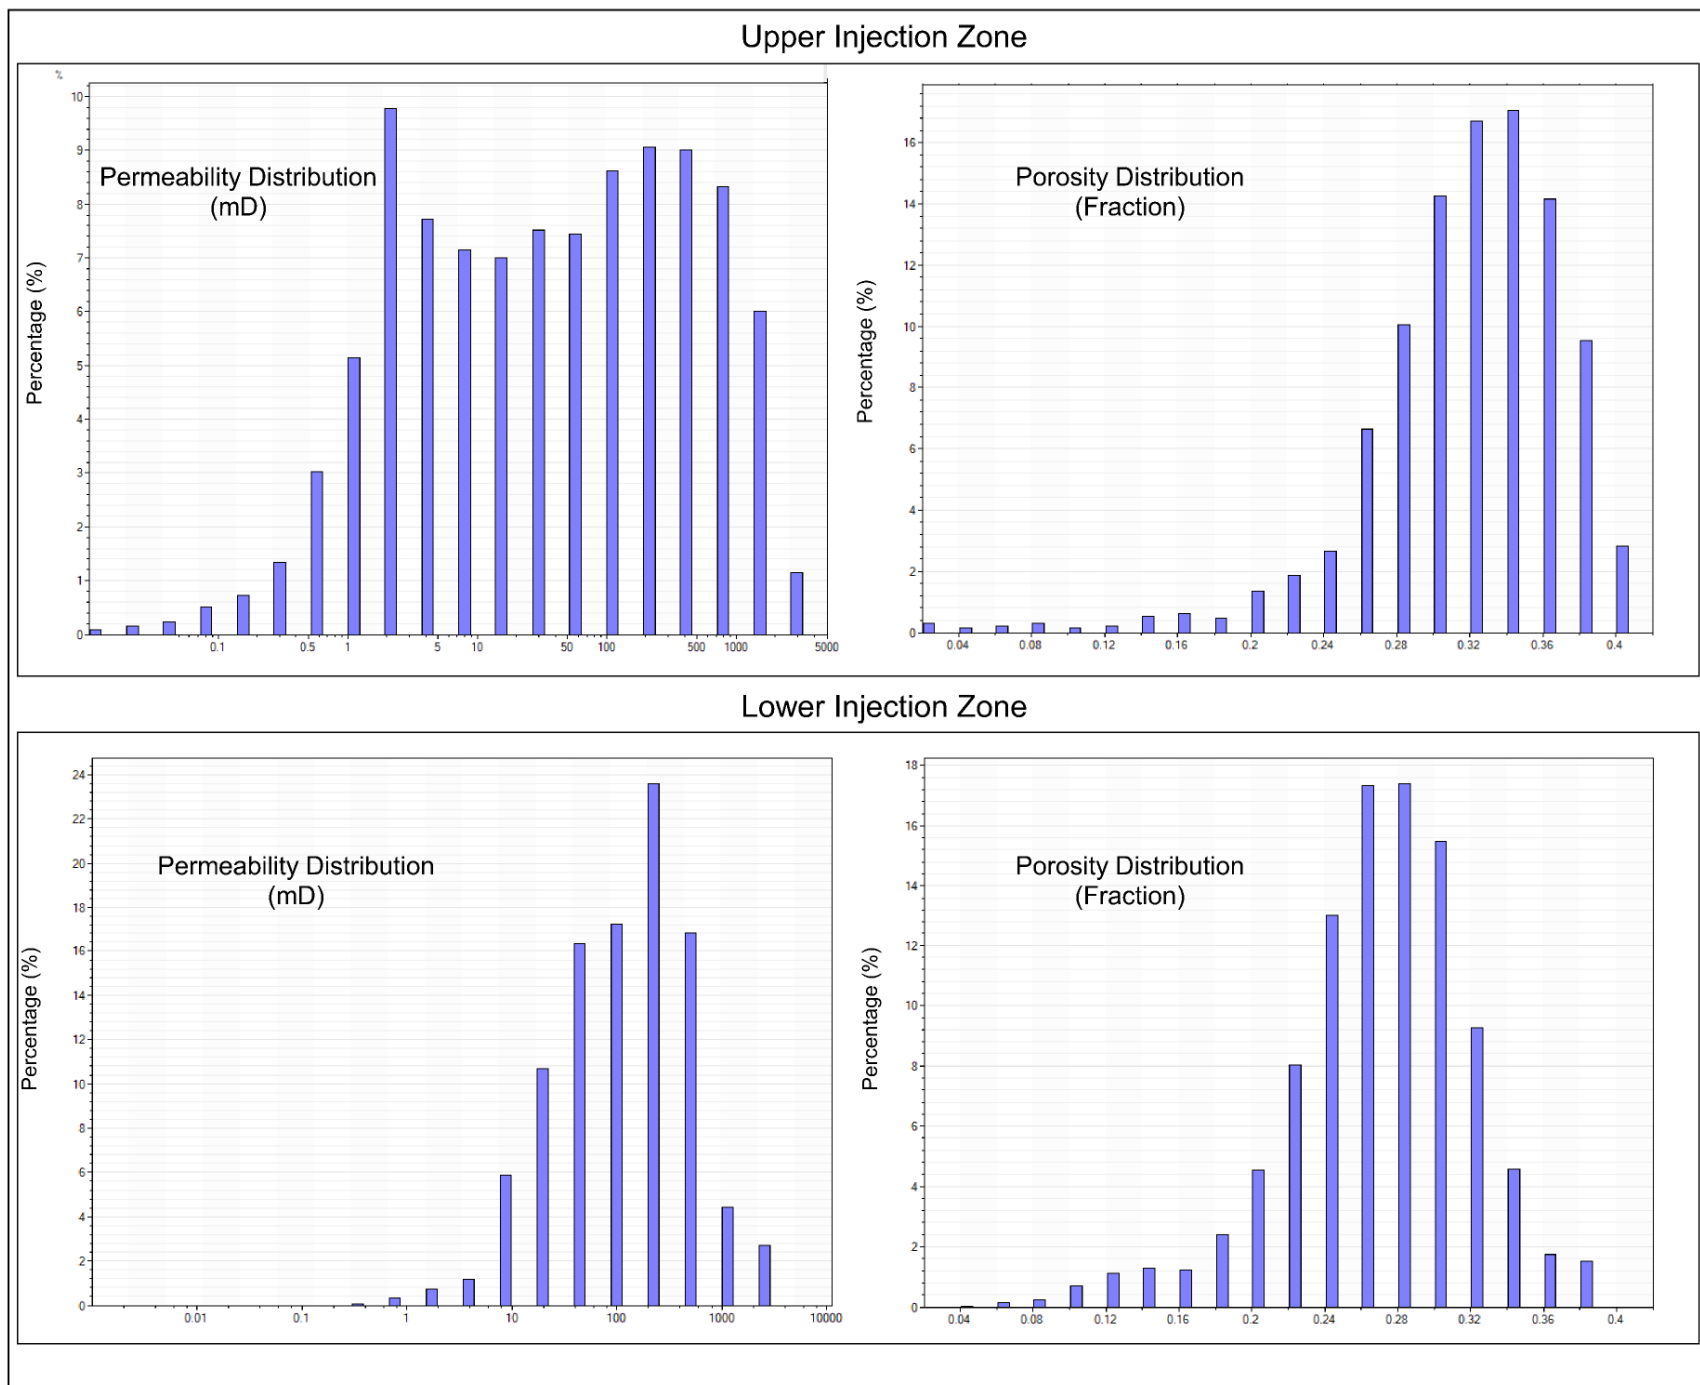 Upper Injection Zone
%
Permeability Distribution
(mD)
Percentage (%)
10
9
8
7
6
5
4
3
2
1
0
0.1 0.5 1 5 10 50 100 500 1000 5000
Porosity Distribution
(Fraction)
Percentage (%)
16
14
12
10
8
6
4
2
0
0.04 0.08 0.12 0.16 0.2 0.24 0.28 0.32 0.36 0.4
Lower Injection Zone
Permeability Distribution
(mD)
Percentage (%)
24
22
20
18
16
14
12
10
8
6
4
2
0
0.01 0.1 1 10 100 1000 10000
Porosity Distribution
(Fraction)
Percentage (%)
18
16
14
12
10
8
6
4
2
0
0.04 0.08 0.12 0.16 0.2 0.24 0.28 0.32 0.36 0.4